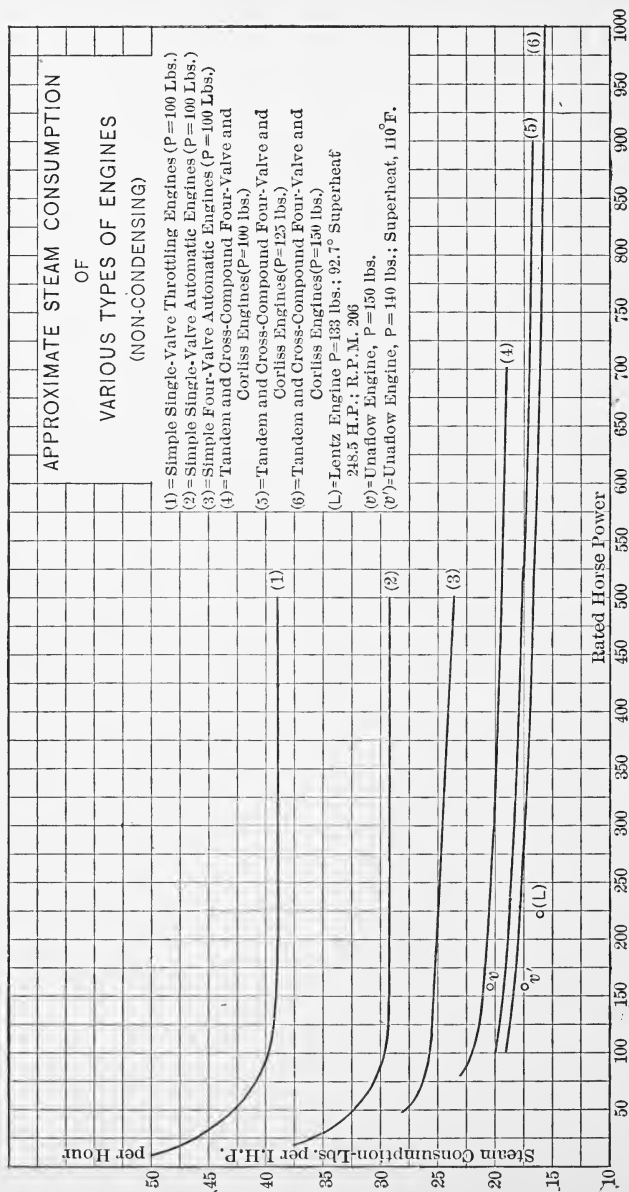 APPROXIMATE STEAM CONSUMPTION
OF
VARIOUS TYPES OF ENGINES
(NON-CONDENSING)
(1)=Simple Single-Valve Throttling Engines (P=100 Lbs.)
(2)=Simple Single-Valve Automatic Engines (P=100 Lbs.)
(3)=Simple Four-Valve Automatic Engines (P=100 Lbs.)
(4)=Tandem and Cross-Compound Four-Valve and
Corliss Engines (P=100 lbs.)
(5)=Tandem and Cross-Compound Four-Valve and
Corliss Engines (P=125 lbs.)
(6)=Tandem and Cross-Compound Four-Valve and
Corliss Engines (P=150 lbs.)
(L)=Lentz Engine P=133 lbs.; 92.7° Superheat
248.5 H.P.; R.P.M. 206
(v)=Unaflow Engine, P=150 lbs.
(v')=Unaflow Engine, P=140 lbs.; Superheat, 110°F.
(1)
(2)
(3)
(4)
(5)
(6)
v
v'
(L)
Steam Consumption-Lbs. per I.H.P.
per Hour
50
45
40
35
30
25
20
15
10
50
100
150
200
250
300
350
400
450
500
550
600
650
700
750
800
850
900
950
1000
Rated Horse Power